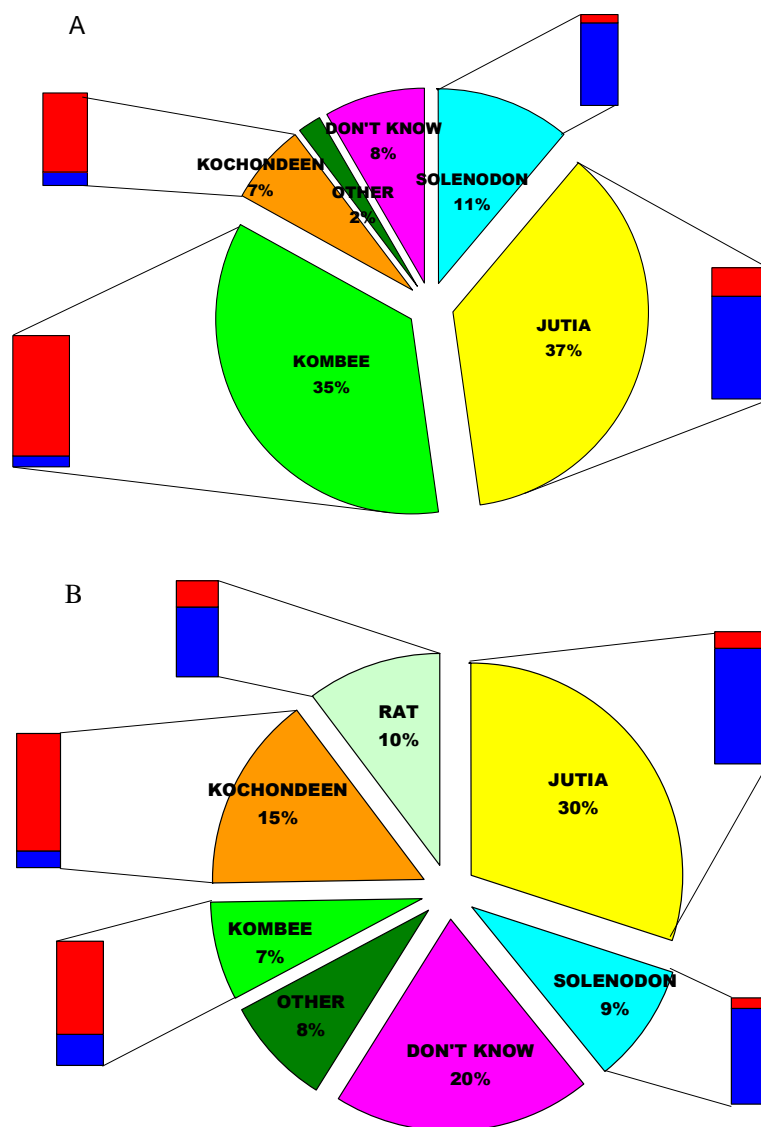 A
DON'T KNOW
8%
KOCHONDEEN
7%
OTHER
2%
SOLENODON
11%
JUTIA
37%
KOMBEE
35%
B
RAT
10%
JUTIA
30%
KOCHONDEEN
15%
KOMBEE
7%
SOLENODON
9%
OTHER
8%
DON'T KNOW
20%